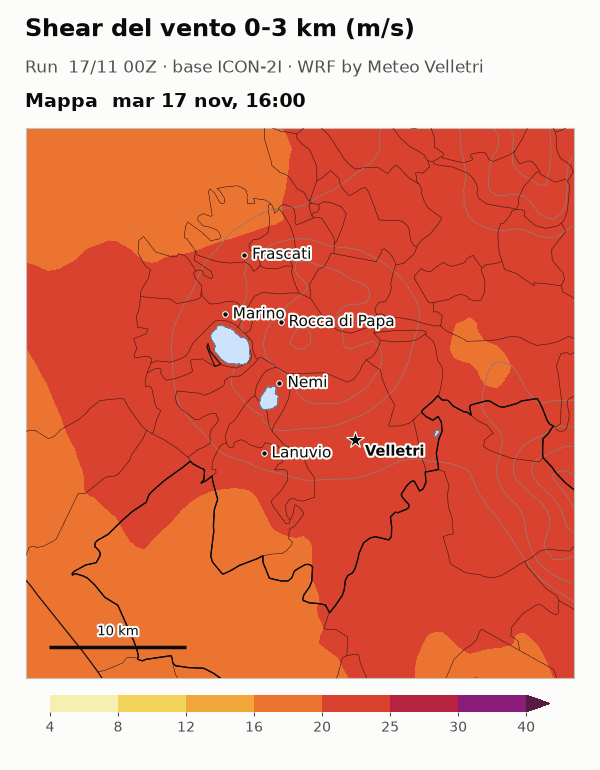 Shear del vento 0-3 km (m/s)
Run  17/11 00Z · base ICON-2I · WRF by Meteo Velletri
Mappa  mar 17 nov, 16:00
Frascati
Marino
Rocca di Papa
Nemi
Velletri
Lanuvio
10 km
4 8 12 16 20 25 30 40